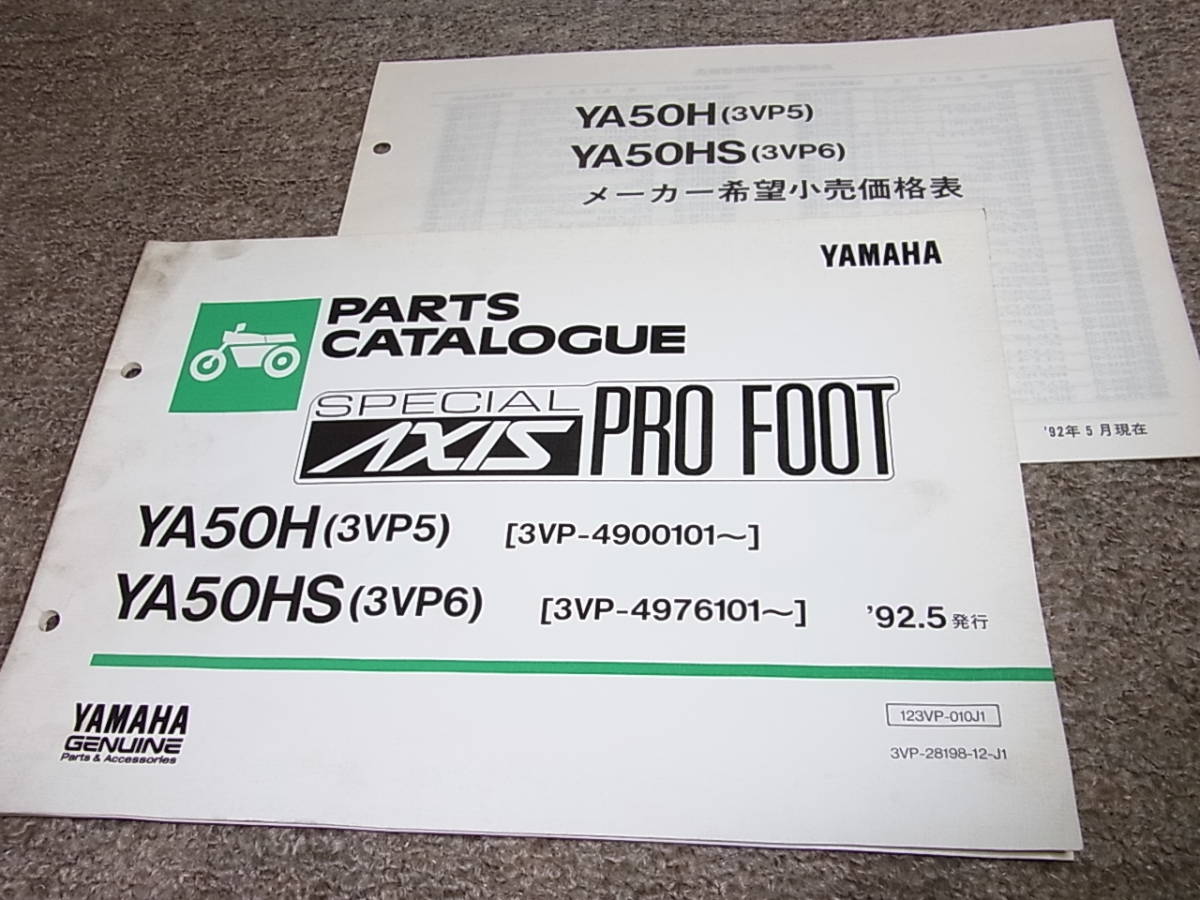 YA50H(3VP5)
YA50HS(3VP6)
メーカー希望小売価格表
'92年5月現在
YAMAHA
PARTS
CATALOGUE
SPECIAL
AXIS PRO FOOT
YA50H(3VP5) [3VP-4900101~]
YA50HS(3VP6) [3VP-4976101~] '92.5発行
YAMAHA
GENUINE
Parts & Accessories
123VP-010J1
3VP-28198-12-J1